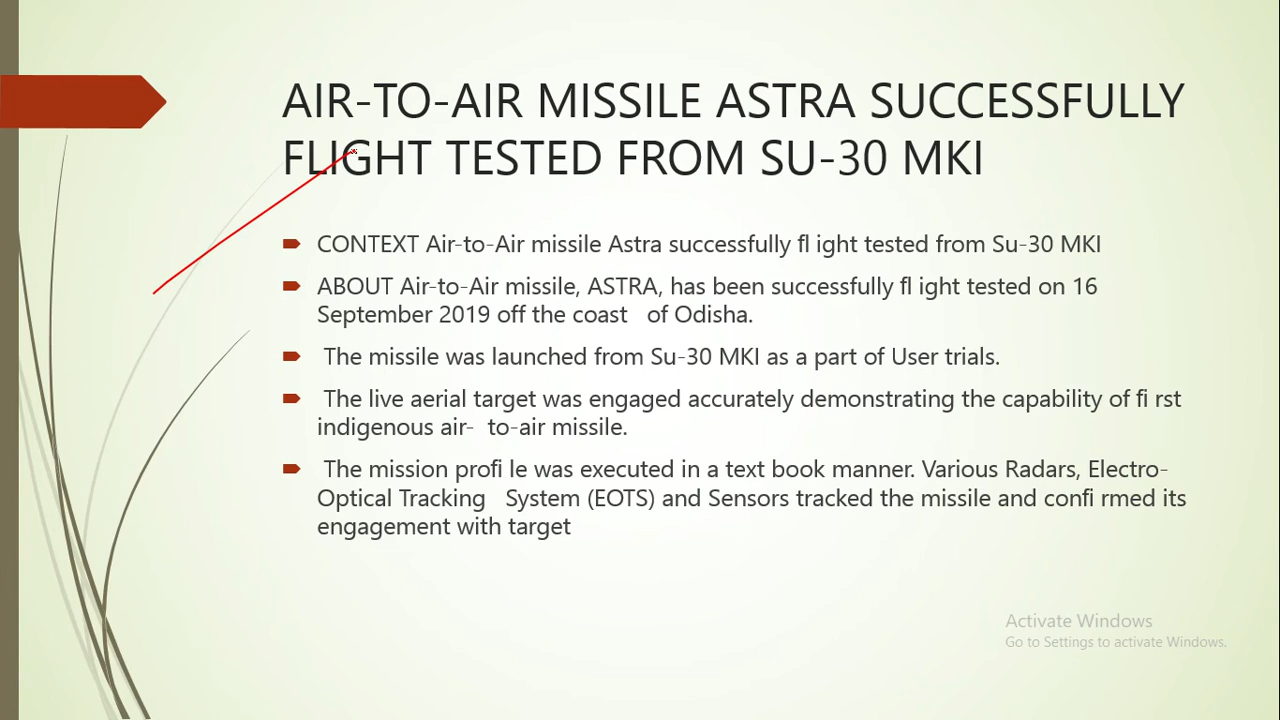 AIR-TO-AIR MISSILE ASTRA SUCCESSFULLY
FLIGHT TESTED FROM SU-30 MKI
CONTEXT Air-to-Air missile Astra successfully fl ight tested from Su-30 MKI
ABOUT Air-to-Air missile, ASTRA, has been successfully fl ight tested on 16
September 2019 off the coast of Odisha.
The missile was launched from Su-30 MKI as a part of User trials.
The live aerial target was engaged accurately demonstrating the capability of fi rst
indigenous air- to-air missile.
The mission profi le was executed in a text book manner. Various Radars, Electro-
Optical Tracking System (EOTS) and Sensors tracked the missile and confi rmed its
engagement with target
Activate Windows
Go to Settings to activate Windows.